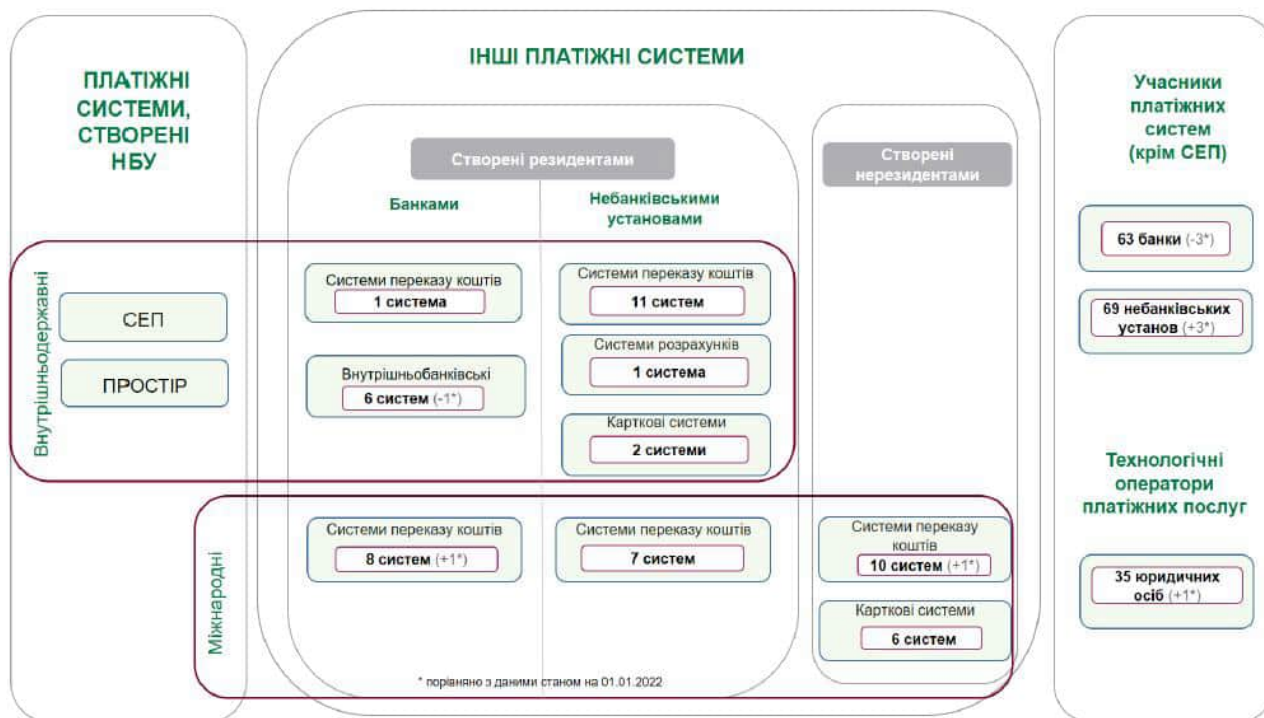 ПЛАТІЖНІ
СИСТЕМИ,
СТВОРЕНІ
НБУ
ІНШІ ПЛАТІЖНІ СИСТЕМИ
Створені резидентами
Створені
нерезидентами
Банками
Небанківськими
установами
Внутрішньодержавні
СЕП
ПРОСТІР
Системи переказу коштів
1 система
Внутрішньобанківські
6 систем (-1*)
Системи переказу коштів
11 систем
Системи розрахунків
1 система
Карткові системи
2 системи
Міжнародні
Системи переказу коштів
8 систем (+1*)
Системи переказу коштів
7 систем
Системи переказу
коштів
10 систем (+1*)
Карткові системи
6 систем
* порівняно з даними станом на 01.01.2022
Учасники
платіжних
систем
(крім СЕП)
63 банки (-3*)
69 небанківських
установ (+3*)
Технологічні
оператори
платіжних послуг
35 юридичних
осіб (+1*)